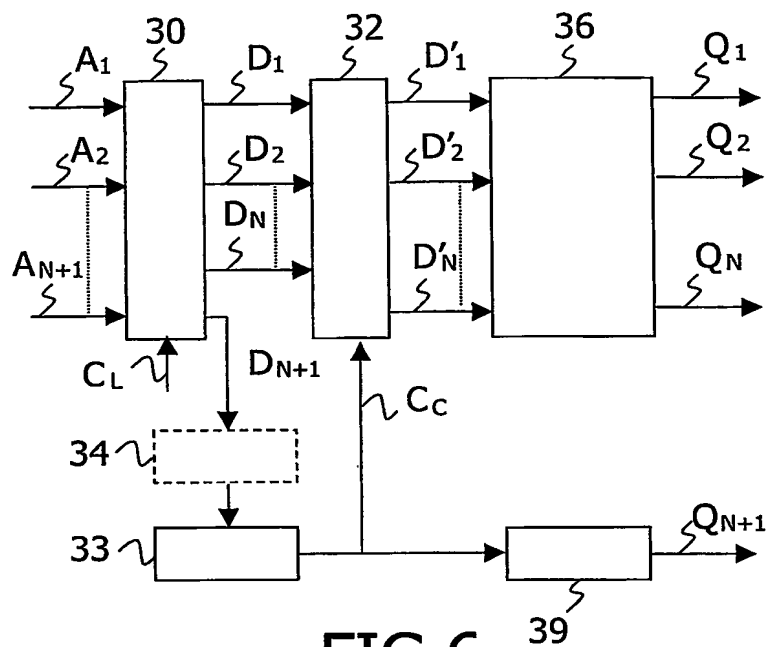 30
32
36
A1
D1
D'1
Q1
A2
D2
D'2
Q2
DN
AN+1
D'N
QN
CL
DN+1
CC
34
33
QN+1
39
FIG 6